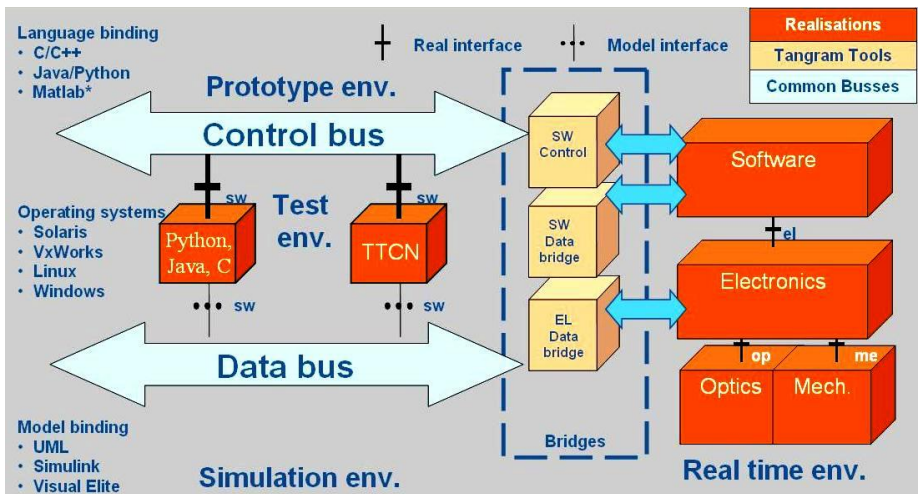 Language binding
• C/C++
• Java/Python
• Matlab*
Real interface
Model interface
Realisations
Tangram Tools
Common Busses
Prototype env.
Control bus
SW
Control
Software
sw
sw
Test
env.
Operating systems
• Solaris
• VxWorks
• Linux
• Windows
Python,
Java, C
TTCN
SW
Data
bridge
el
Electronics
sw
sw
EL
Data
bridge
Data bus
op
me
Optics
Mech.
Model binding
• UML
• Simulink
• Visual Elite
Bridges
Simulation env.
Real time env.